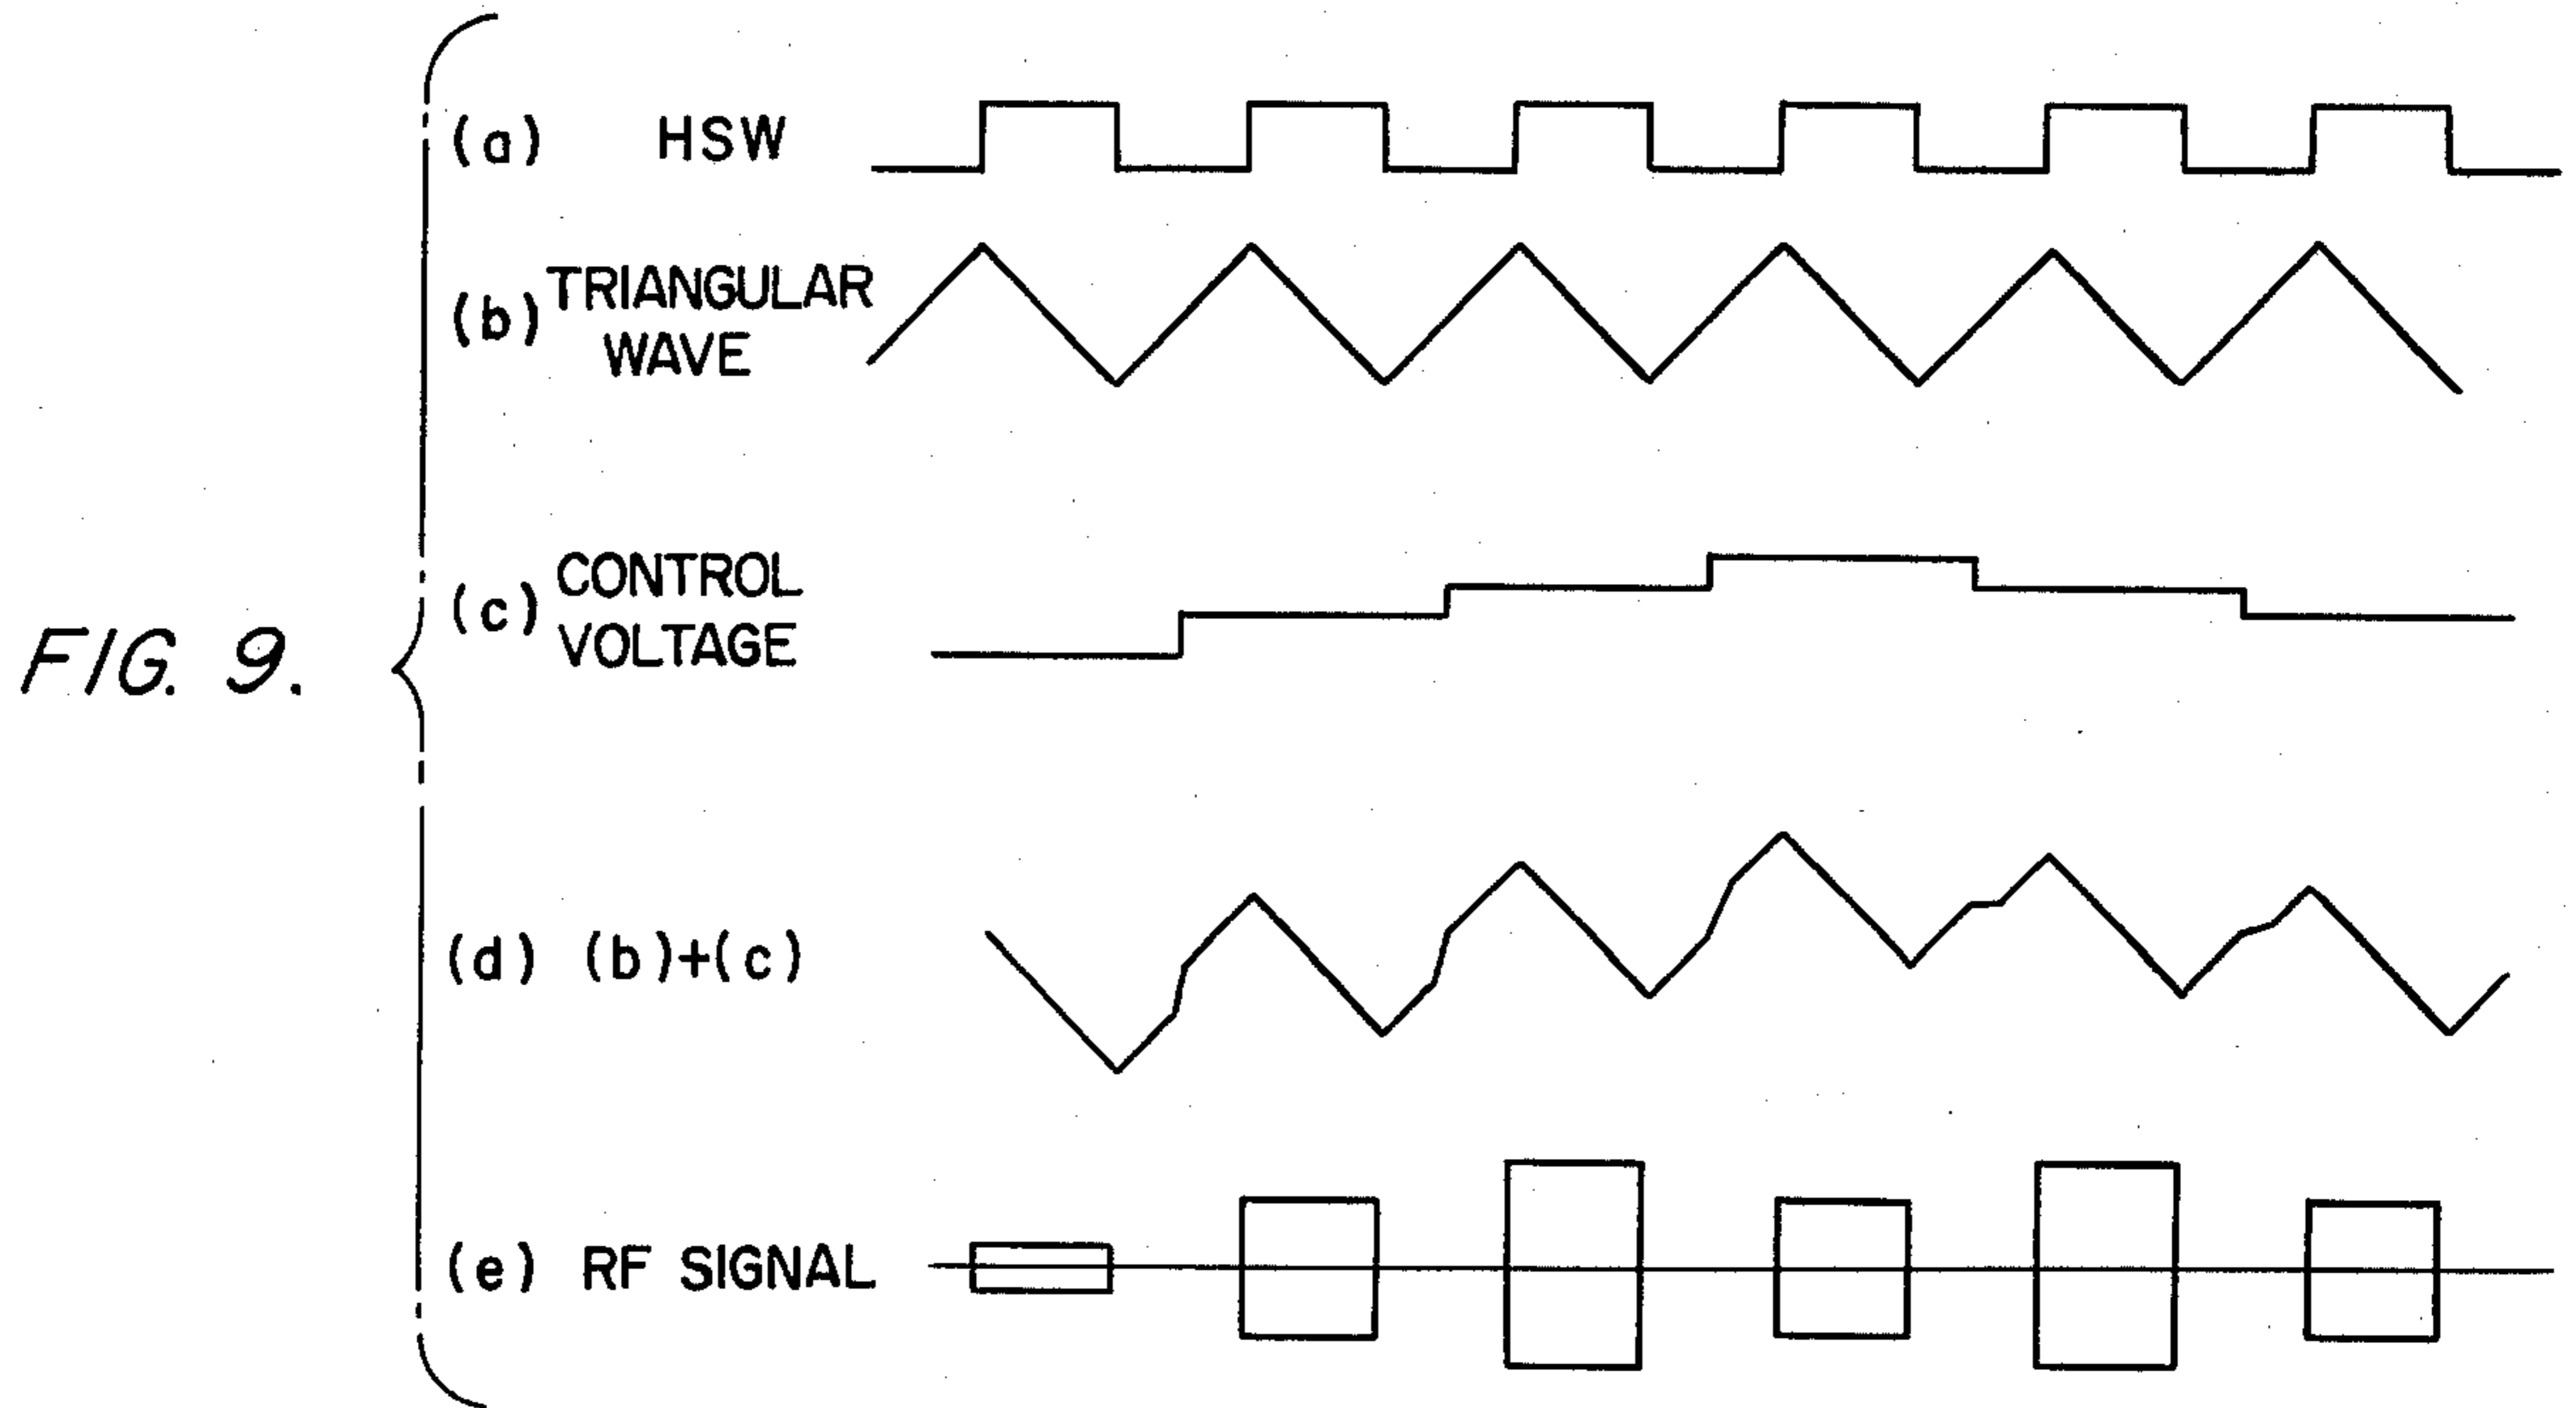 FIG. 9.
(a) HSW
(b) TRIANGULAR
WAVE
(c) CONTROL
VOLTAGE
(d) (b)+(c)
(e) RF SIGNAL